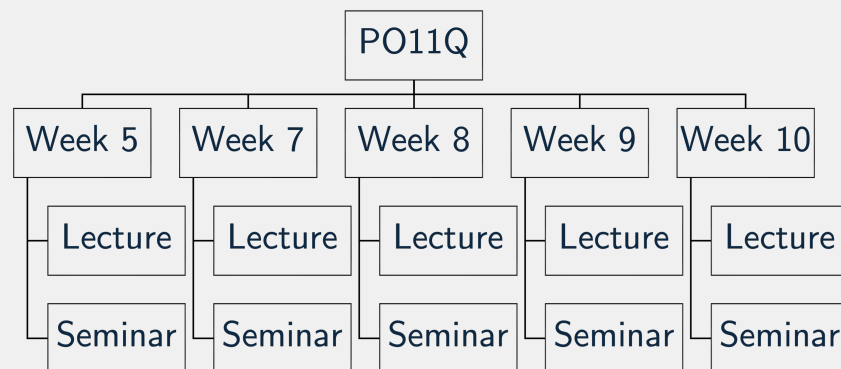 PO11Q
Week 5 Week 7 Week 8 Week 9 Week 10
Lecture Lecture Lecture Lecture Lecture
Seminar Seminar Seminar Seminar Seminar